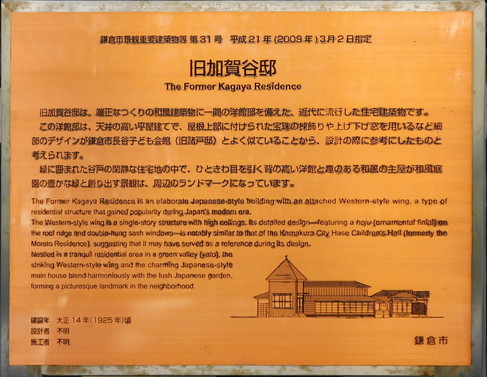 鎌倉市景観重要建築物等 第31号 平成21年(2009年)3月2日指定
旧加賀谷邸
The Former Kagaya Residence
旧加賀谷邸は、端正なつくりの和風建築物に一間の洋館部を備えた、近代に流行した住宅建築物です。
この洋館部は、天井の高い平屋建てで、屋根上部に付けられた宝珠の棟飾りや上げ下げ窓を用いるなど細
部のデザインが鎌倉市長谷子ども会館(旧諸戸邸)とよく似ていることから、設計の際に参考にしたものと
考えられます。
緑に囲まれた谷戸の閑静な住宅地の中で、ひときわ目を引く背の高い洋館と趣のある和風の主屋が和風庭
園の豊かな緑と創り出す景観は、周辺のランドマークになっています。
The Former Kagaya Residence is an elaborate Japanese-style building with an attached Western-style wing, a type of
residential structure that gained popularity during Japan's modern era.
The Western-style wing is a single-story structure with high ceilings. Its detailed design—featuring a hoju (ornamental finial) on
the roof ridge and double-hung sash windows—is notably similar to that of the Kamakura City Hase Children's Hall (formerly the
Moroto Residence), suggesting that it may have served as a reference during its design.
Nestled in a tranquil residential area in a green valley (yato), the
striking Western-style wing and the charming Japanese-style
main house blend harmoniously with the lush Japanese garden,
forming a picturesque landmark in the neighborhood.
建設年 大正14年(1925年)頃
設計者 不明
施工者 不明
鎌倉市